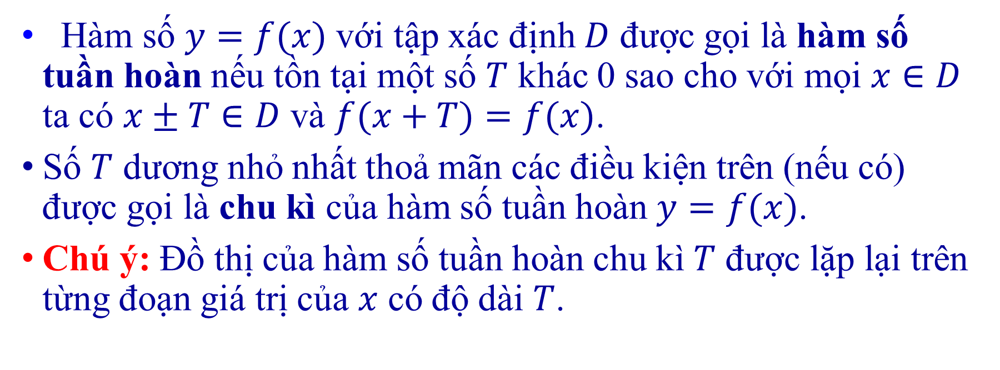 • Hàm số y = f(x) với tập xác định D được gọi là hàm số
tuần hoàn nếu tồn tại một số T khác 0 sao cho với mọi x ∈ D
ta có x ± T ∈ D và f(x + T) = f(x).
• Số T dương nhỏ nhất thoả mãn các điều kiện trên (nếu có)
được gọi là chu kì của hàm số tuần hoàn y = f(x).
• Chú ý: Đồ thị của hàm số tuần hoàn chu kì T được lặp lại trên
từng đoạn giá trị của x có độ dài T.